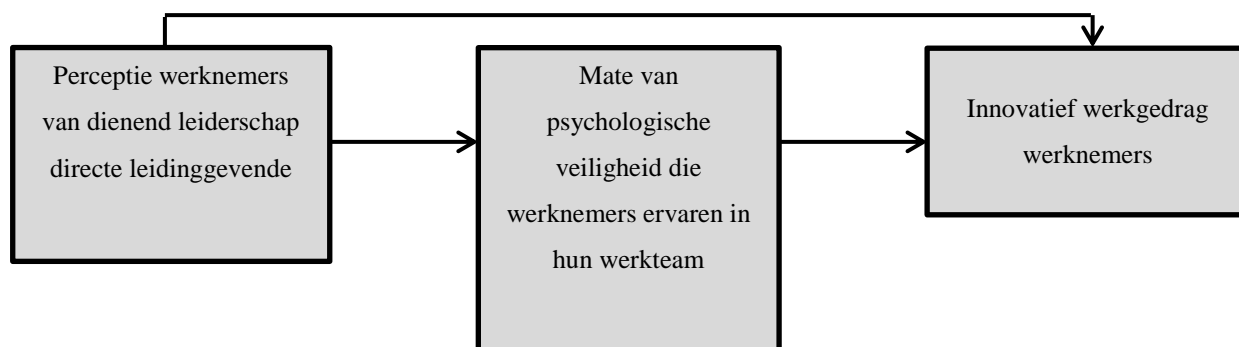 Perceptie werknemers
van dienend leiderschap
directe leidinggevende
Mate van
psychologische
veiligheid die
werknemers ervaren in
hun werkteam
Innovatief werkgedrag
werknemers